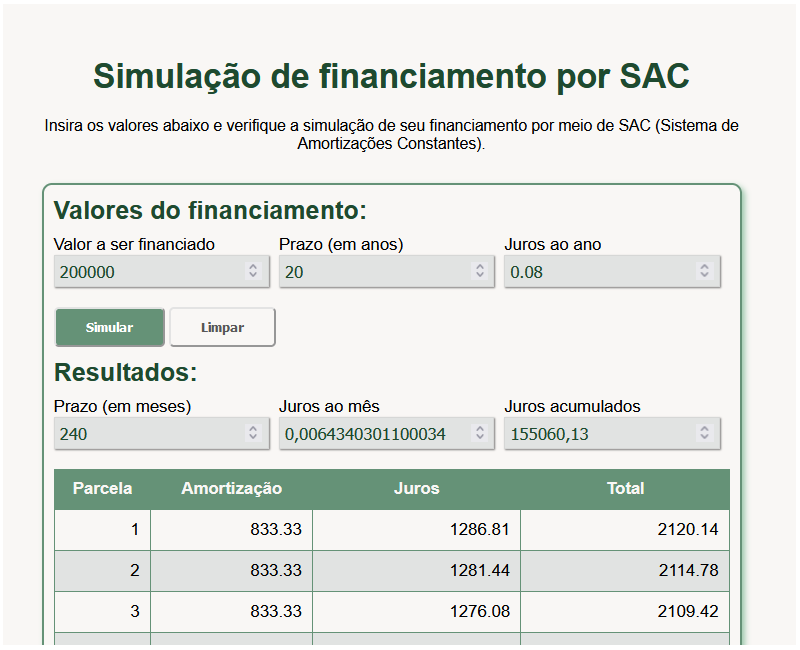 Simulação de financiamento por SAC
Insira os valores abaixo e verifique a simulação de seu financiamento por meio de SAC (Sistema de
Amortizações Constantes).
Valores do financiamento:
Valor a ser financiado Prazo (em anos) Juros ao ano
200000 20 0.08
Simular Limpar
Resultados:
Prazo (em meses) Juros ao mês Juros acumulados
240 0,0064340301100034 155060,13
Parcela Amortização Juros Total
1 833.33 1286.81 2120.14
2 833.33 1281.44 2114.78
3 833.33 1276.08 2109.42